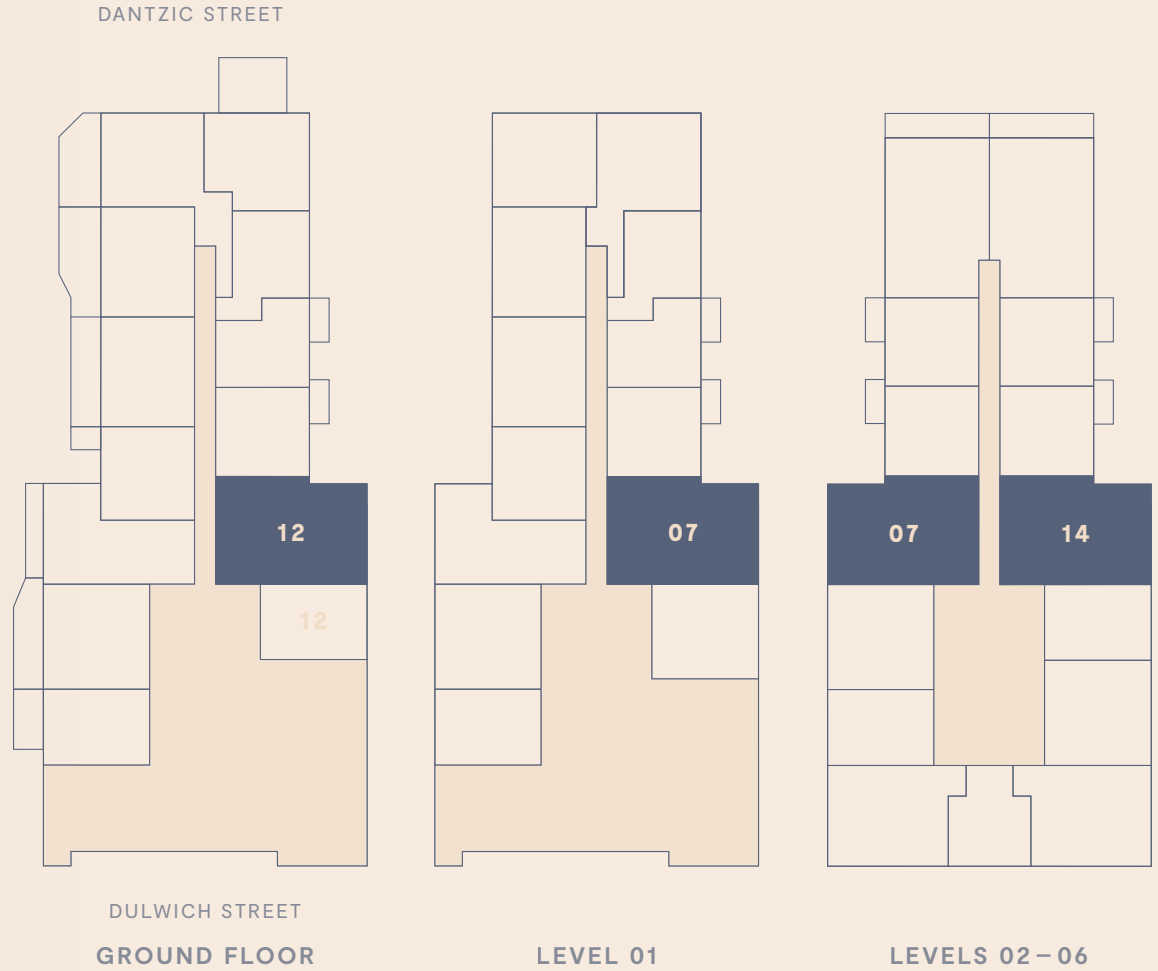 DANTZIC STREET
12
07
07
14
12
DULWICH STREET
GROUND FLOOR
LEVEL 01
LEVELS 02–06